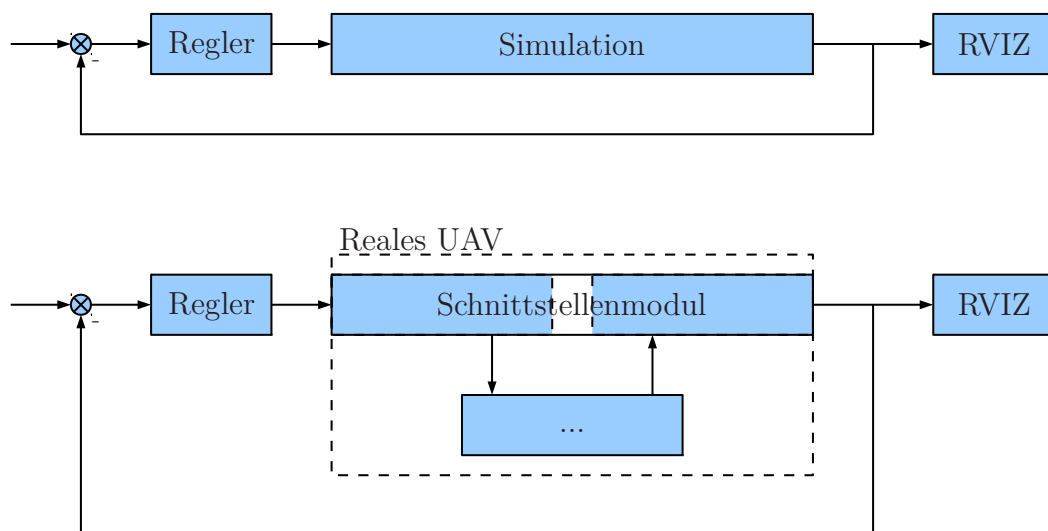 Regler
Simulation
RVIZ
-
Reales UAV
Regler
Schnittstellenmodul
RVIZ
-
...